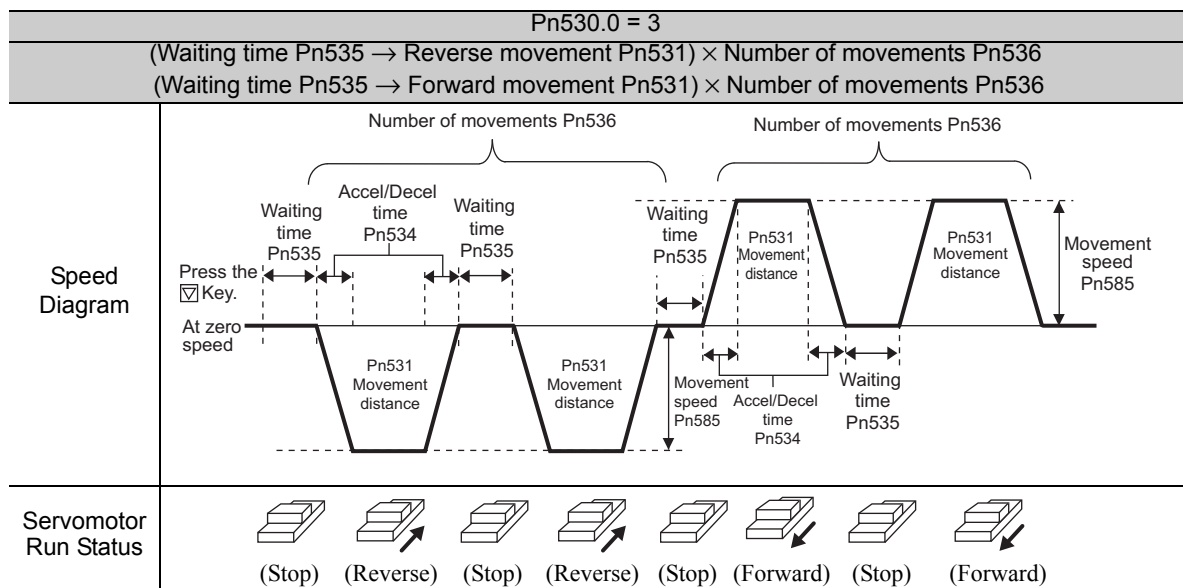 Pn530.0 = 3
(Waiting time Pn535 → Reverse movement Pn531) × Number of movements Pn536
(Waiting time Pn535 → Forward movement Pn531) × Number of movements Pn536
Speed
Diagram
Number of movements Pn536
Number of movements Pn536
Waiting
time
Pn535
Accel/Decel
time
Pn534
Waiting
time
Pn535
Waiting
time
Pn535
Pn531
Movement
distance
Pn531
Movement
distance
Movement
speed
Pn585
Press the
▽ Key.
At zero
speed
Pn531
Movement
distance
Pn531
Movement
distance
Movement
speed
Pn585
Accel/Decel
time
Pn534
Waiting
time
Pn535
Servomotor
Run Status
(Stop) (Reverse) (Stop) (Reverse) (Stop) (Forward) (Stop) (Forward)